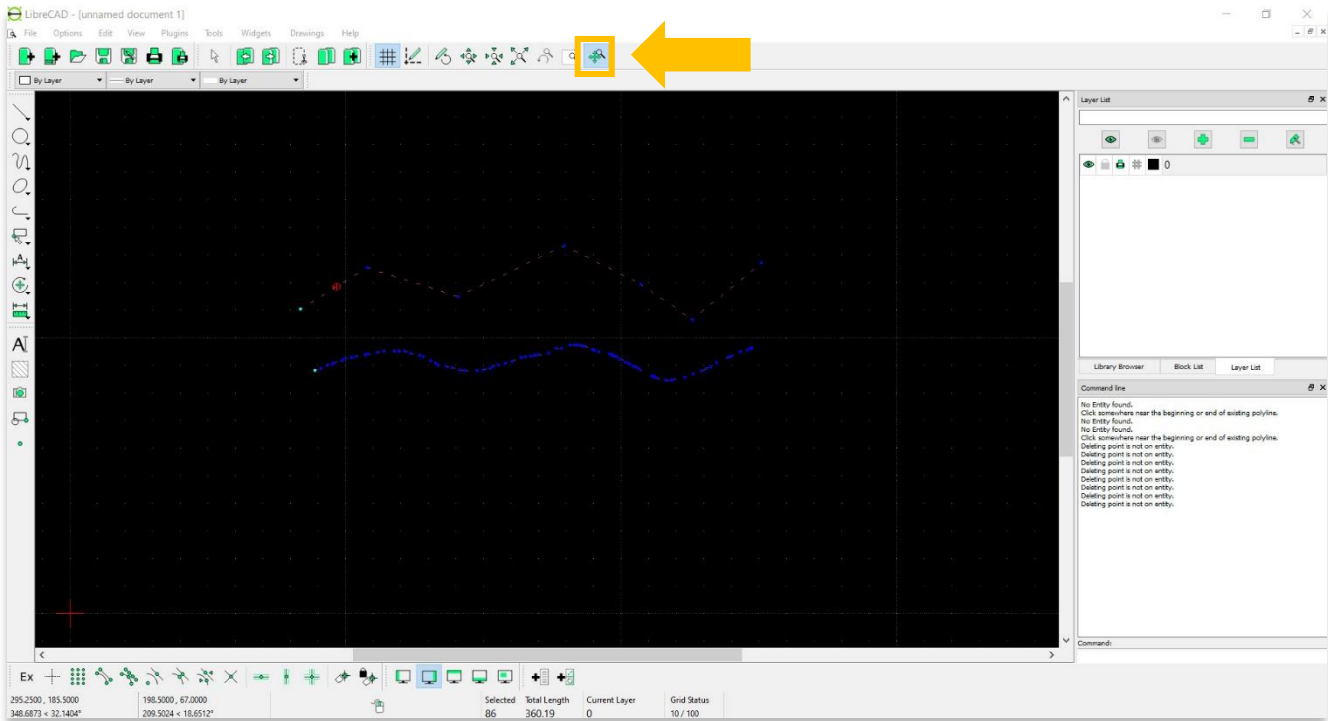 LibreCAD - [unnamed document 1]
File Options Edit View Plugins Tools Widgets Drawings Help
By Layer By Layer By Layer
Layer List
0
A
Library Browser Block List Layer List
Command line
No Entity found.
Click somewhere near the beginning or end of existing polyline.
No Entity found.
No Entity found.
Click somewhere near the beginning or end of existing polyline.
Deleting point is not on entity.
Deleting point is not on entity.
Deleting point is not on entity.
Deleting point is not on entity.
Deleting point is not on entity.
Deleting point is not on entity.
Deleting point is not on entity.
Deleting point is not on entity.
Command:
Ex
295.2500 , 185.5000 198.5000 , 67.0000 Selected Total Length Current Layer Grid Status
348.6873 < 32.1404° 209.5024 < 18.6512° 86 360.19 0 10 / 100